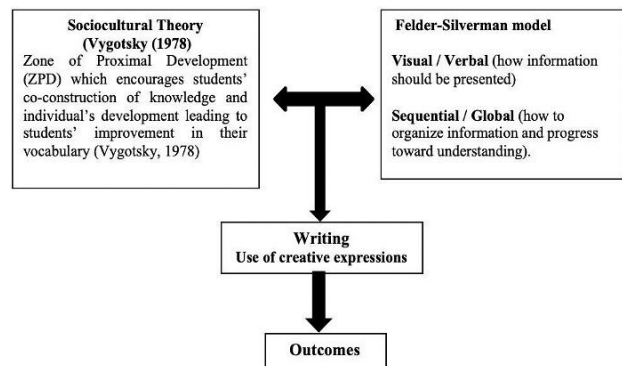 Sociocultural Theory
(Vygotsky (1978)
Zone of Proximal Development
(ZPD) which encourages students'
co-construction of knowledge and
individual's development leading to
students' improvement in their
vocabulary (Vygotsky, 1978)
Felder-Silverman model
Visual / Verbal (how information
should be presented)
Sequential / Global (how to
organize information and progress
toward understanding).
Writing
Use of creative expressions
Outcomes